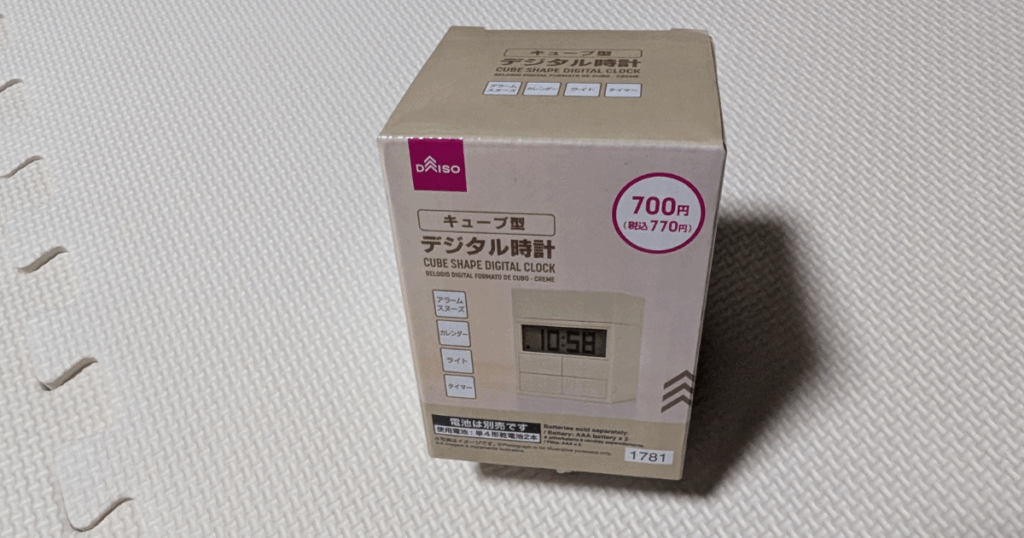 キューブ型
デジタル時計
CUBE SHAPE DIGITAL CLOCK
RELOGIO DIGITAL FORMATO DE CUBO - CREME
アラーム
スヌーズ
カレンダー
ライト
タイマー
DAISO
700円
(税込770円)
キューブ型
デジタル時計
CUBE SHAPE DIGITAL CLOCK
RELOGIO DIGITAL FORMATO DE CUBO - CREME
アラーム
スヌーズ
カレンダー
ライト
タイマー
10:58
電池は別売です
使用電池:単4形乾電池2本
Batteries sold separately.
/ Battery: AAA battery x 2
1781